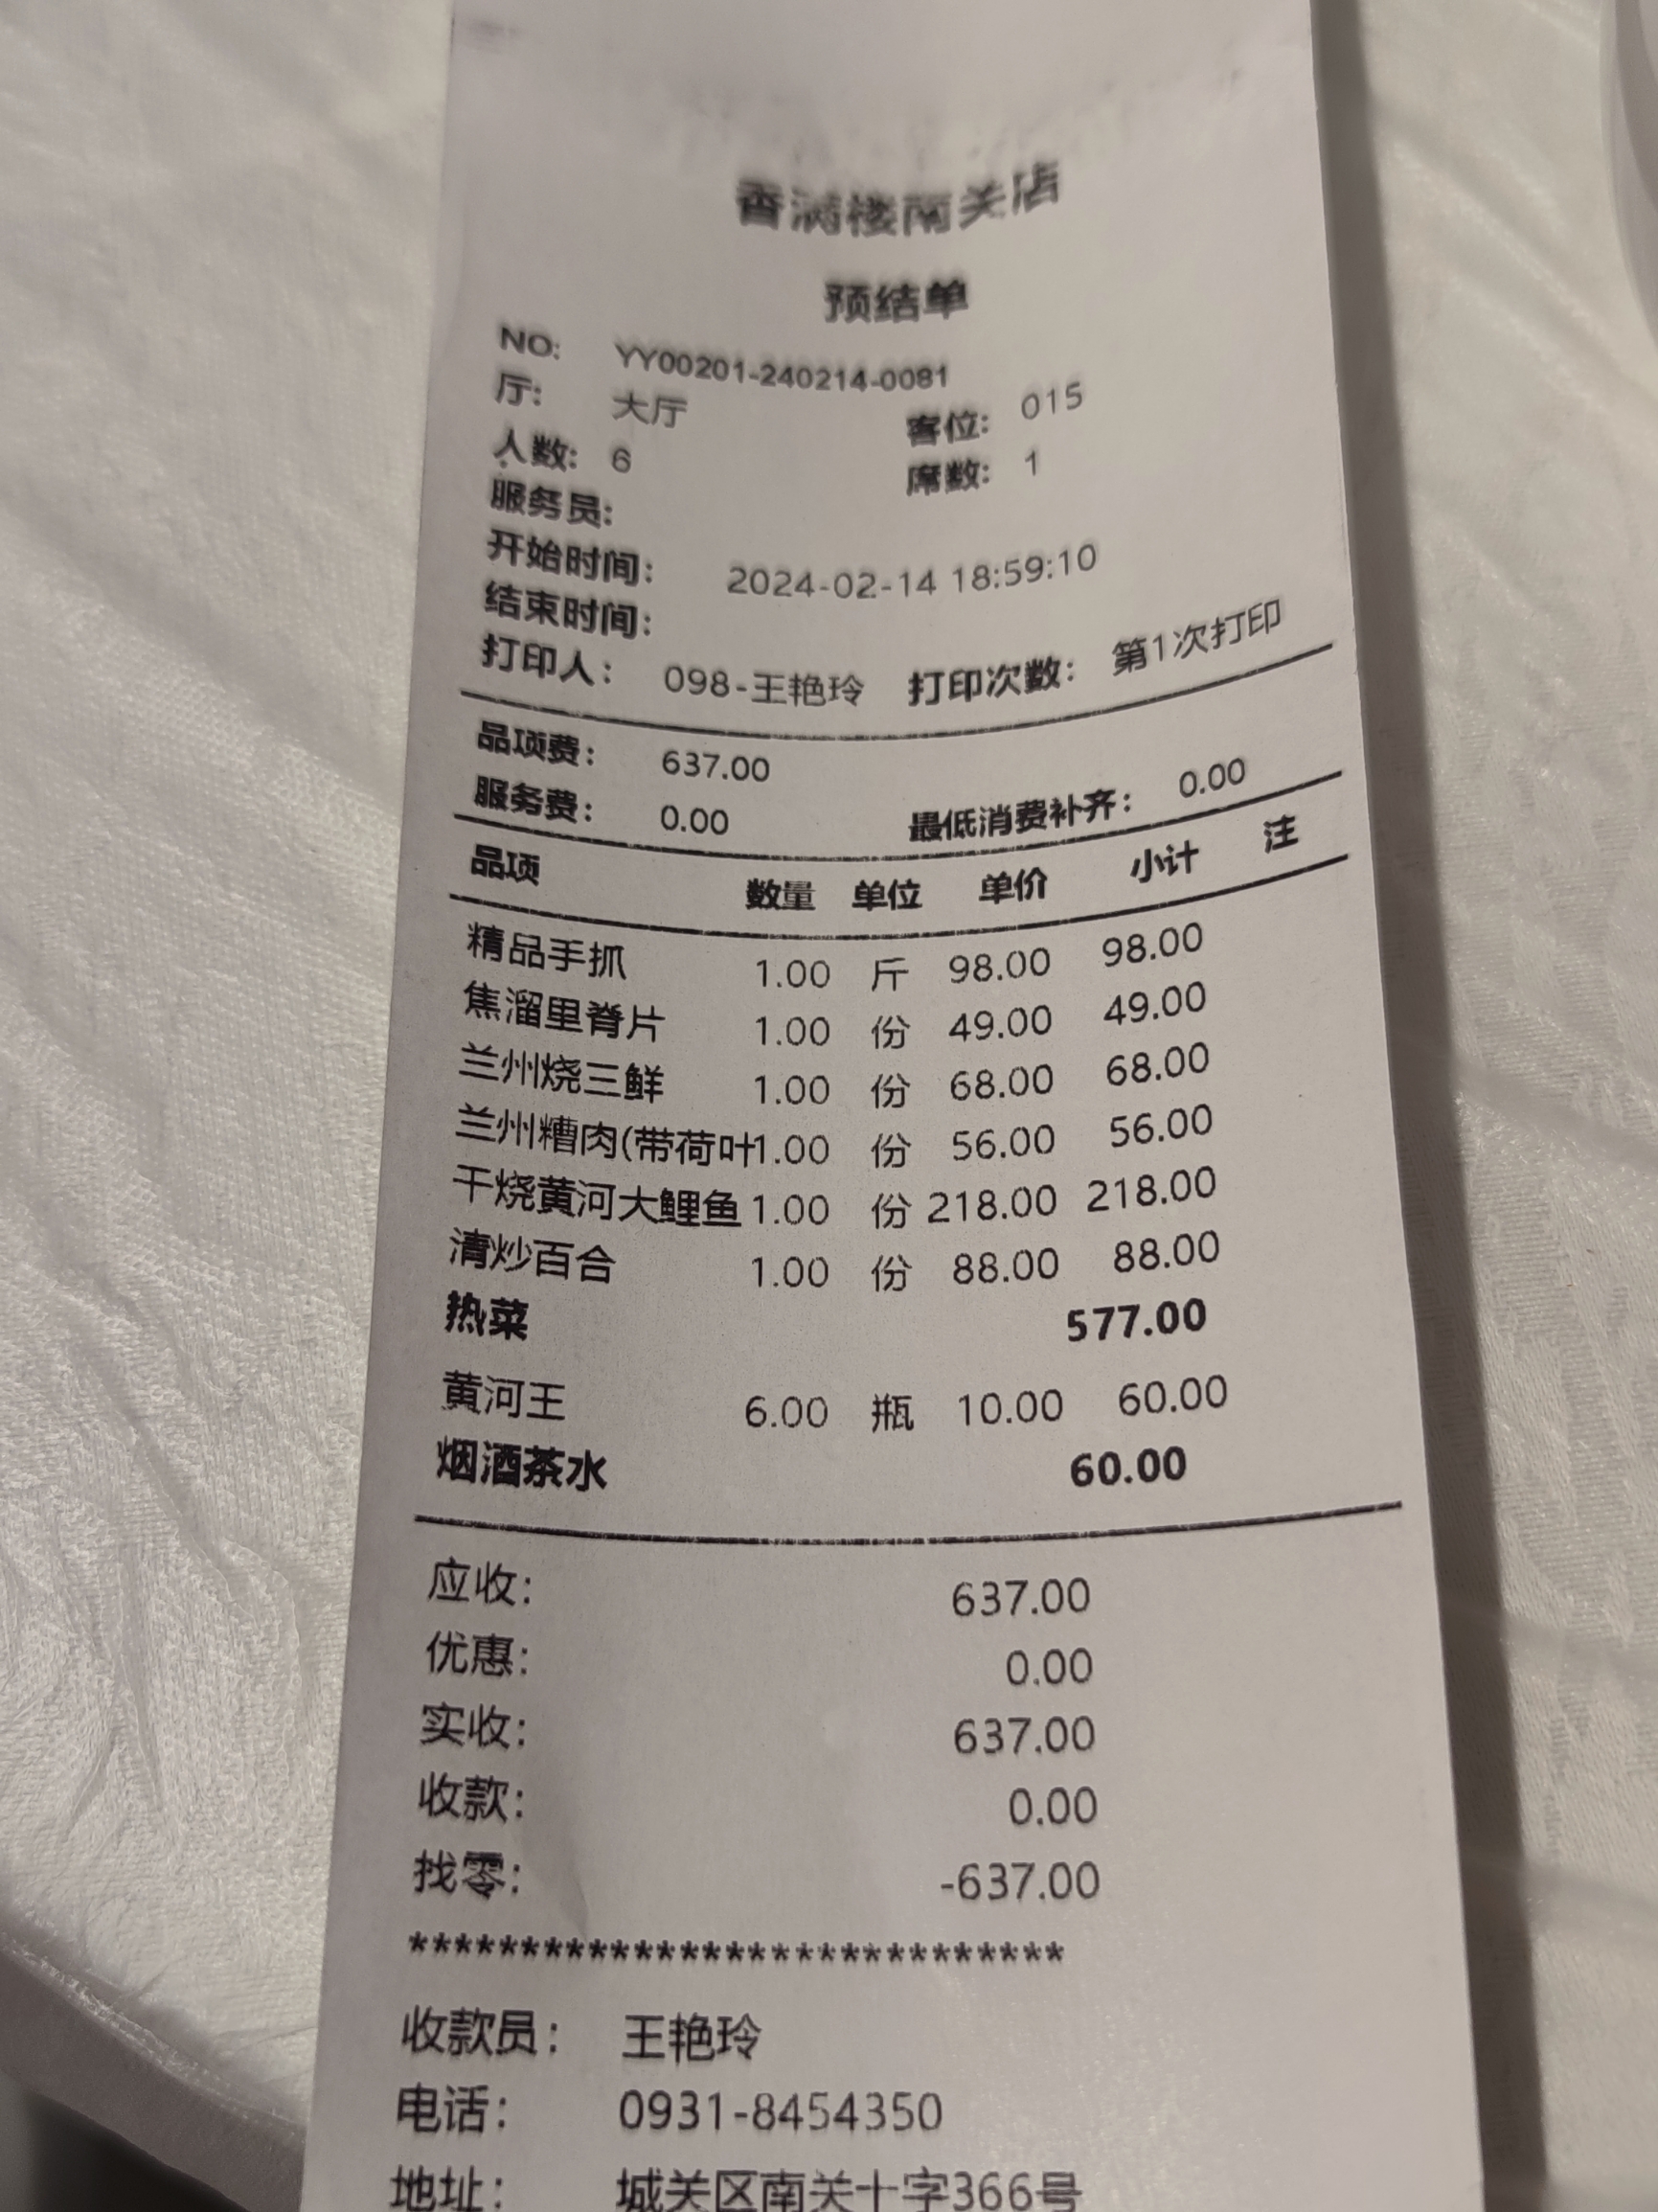 香满楼南关店
预结单
NO: YY00201-240214-0081
厅: 大厅 客位: 015
人数: 6 席数: 1
服务员:
开始时间: 2024-02-14 18:59:10
结束时间:
打印人: 098-王艳玲 打印次数: 第1次打印
品项费: 637.00
服务费: 0.00 最低消费补齐: 0.00
品项 数量 单位 单价 小计 注
精品手抓 1.00 斤 98.00 98.00
焦溜里脊片 1.00 份 49.00 49.00
兰州烧三鲜 1.00 份 68.00 68.00
兰州糟肉(带荷叶1.00 份 56.00 56.00
干烧黄河大鲤鱼 1.00 份 218.00 218.00
清炒百合 1.00 份 88.00 88.00
热菜 577.00
黄河王 6.00 瓶 10.00 60.00
烟酒茶水 60.00
应收: 637.00
优惠: 0.00
实收: 637.00
收款: 0.00
找零: -637.00
*****************************
收款员: 王艳玲
电话: 0931-8454350
地址: 城关区南关十字366号